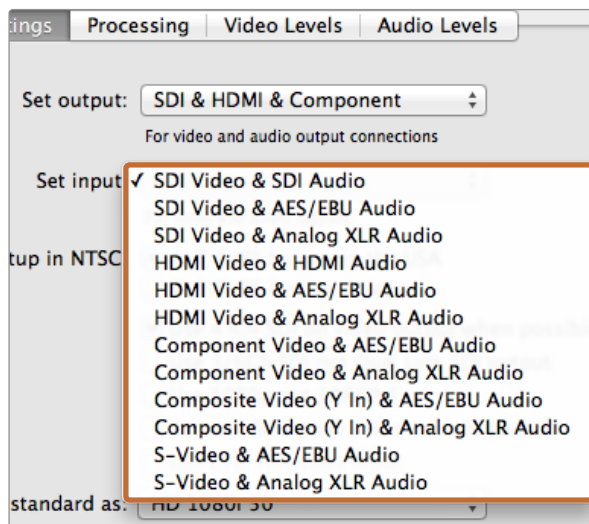 ings Processing Video Levels Audio Levels
Set output: SDI & HDMI & Component
For video and audio output connections
Set input: ✓ SDI Video & SDI Audio
SDI Video & AES/EBU Audio
SDI Video & Analog XLR Audio
tup in NTSC
HDMI Video & HDMI Audio
HDMI Video & AES/EBU Audio
HDMI Video & Analog XLR Audio
Component Video & AES/EBU Audio
Component Video & Analog XLR Audio
Composite Video (Y In) & AES/EBU Audio
Composite Video (Y In) & Analog XLR Audio
S-Video & AES/EBU Audio
S-Video & Analog XLR Audio
standard as: HD 1080i 50